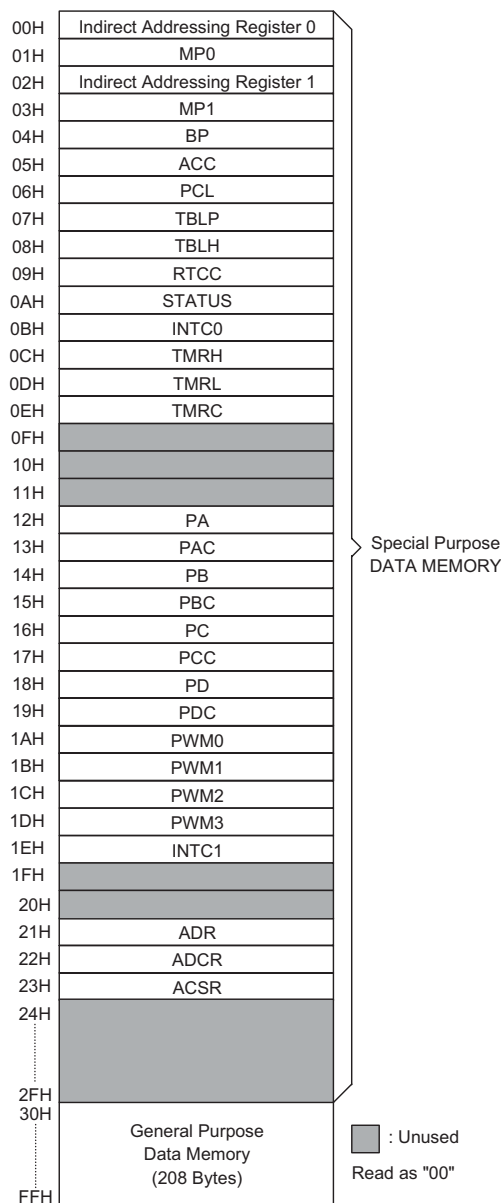 00H Indirect Addressing Register 0
01H MP0
02H Indirect Addressing Register 1
03H MP1
04H BP
05H ACC
06H PCL
07H TBLP
08H TBLH
09H RTCC
0AH STATUS
0BH INTC0
0CH TMRH
0DH TMRL
0EH TMRC
0FH
10H
11H
12H PA
13H PAC
14H PB
15H PBC
16H PC
17H PCC
18H PD
19H PDC
1AH PWM0
1BH PWM1
1CH PWM2
1DH PWM3
1EH INTC1
1FH
20H
21H ADR
22H ADCR
23H ACSR
24H
2FH
Special Purpose
DATA MEMORY
30H
General Purpose
Data Memory
(208 Bytes)
FFH
: Unused
Read as "00"